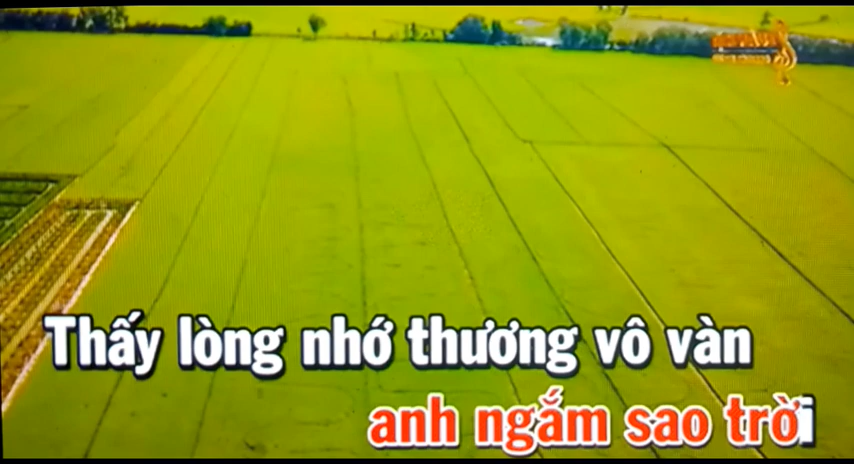 Thấy lòng nhớ thương vô vàn
anh ngắm sao trời